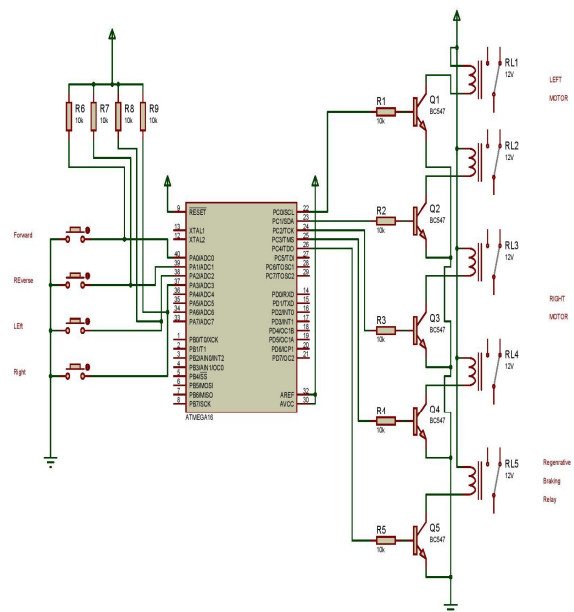 RL1
12V
LEFT
MOTOR
R6
10k
R7
10k
R8
10k
R9
10k
R1
10k
Q1
BC547
RL2
12V
9
RESET
13
XTAL1
12
XTAL2
40
PA0/ADC0
39
PA1/ADC1
38
PA2/ADC2
37
PA3/ADC3
36
PA4/ADC4
35
PA5/ADC5
34
PA6/ADC6
33
PA7/ADC7
1
PB0/T0/XCK
2
PB1/T1
3
PB2/AIN0/INT2
4
PB3/AIN1/OC0
5
PB4/SS
6
PB5/MOSI
7
PB6/MISO
8
PB7/SCK
PC0/SCL
22
PC1/SDA
23
PC2/TCK
24
PC3/TMS
25
PC4/TDO
26
PC5/TDI
27
PC6/TOSC1
28
PC7/TOSC2
29
PD0/RXD
14
PD1/TXD
15
PD2/INT0
16
PD3/INT1
17
PD4/OC1B
18
PD5/OC1A
19
PD6/ICP1
20
PD7/OC2
21
AREF
32
AVCC
30
ATMEGA16
Forward
REverse
LEft
Right
R2
10k
Q2
BC547
RL3
12V
RIGHT
MOTOR
R3
10k
Q3
BC547
RL4
12V
R4
10k
Q4
BC547
RL5
12V
Regenrative
Braking
Relay
R5
10k
Q5
BC547